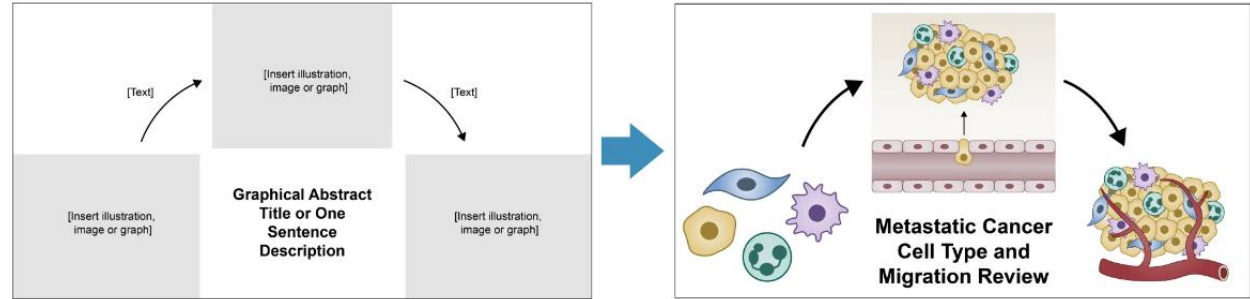 [Insert illustration,
image or graph]
[Text]
[Text]
[Insert illustration,
image or graph]
Graphical Abstract
Title or One
Sentence
Description
[Insert illustration,
image or graph]
Metastatic Cancer
Cell Type and
Migration Review